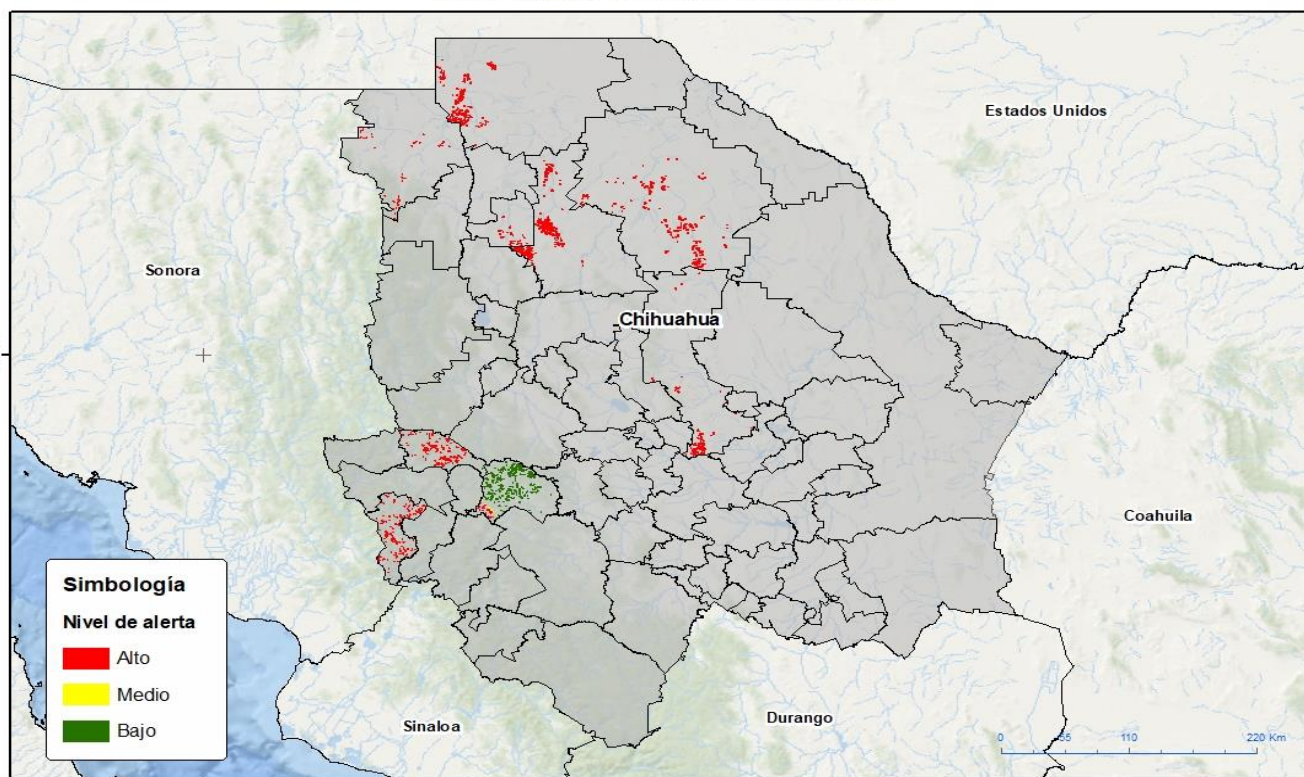 Estados Unidos
Sonora
Chihuahua
Coahuila
Simbología
Nivel de alerta
Alto
Medio
Bajo
Sinaloa
Durango
0 55 110 220 KM